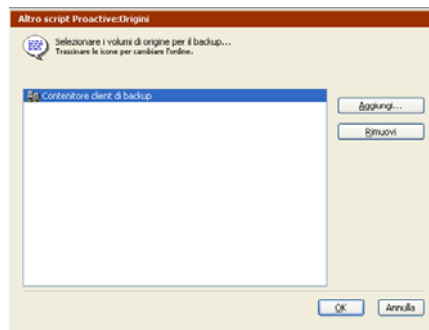 Altro script Proactive:Origini
Selezionare i volumi di origine per il backup...
Trascinare le icone per cambiare l'ordine.
Contenitore client di backup
Aggiungi...
Rimuovi
OK
Annulla